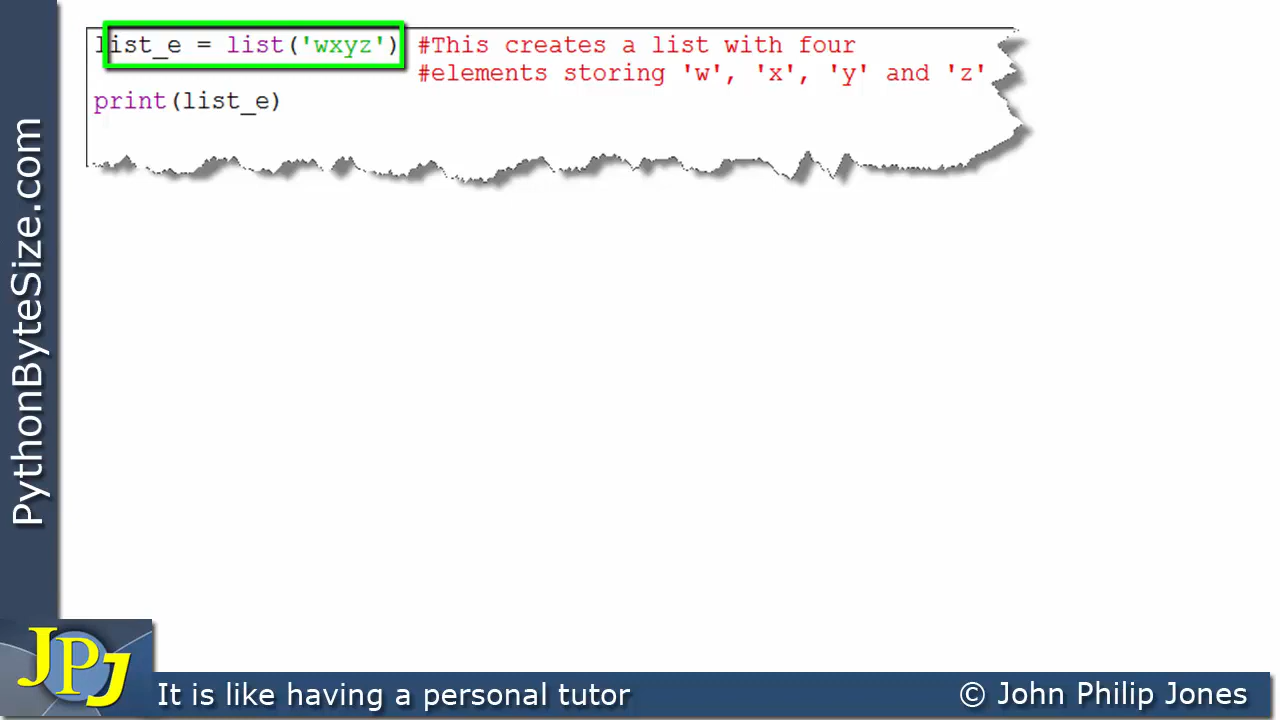 list_e = list('wxyz') #This creates a list with four
#elements storing 'w', 'x', 'y' and 'z'
print(list_e)
PythonByteSize.com
JPJ
It is like having a personal tutor
© John Philip Jones